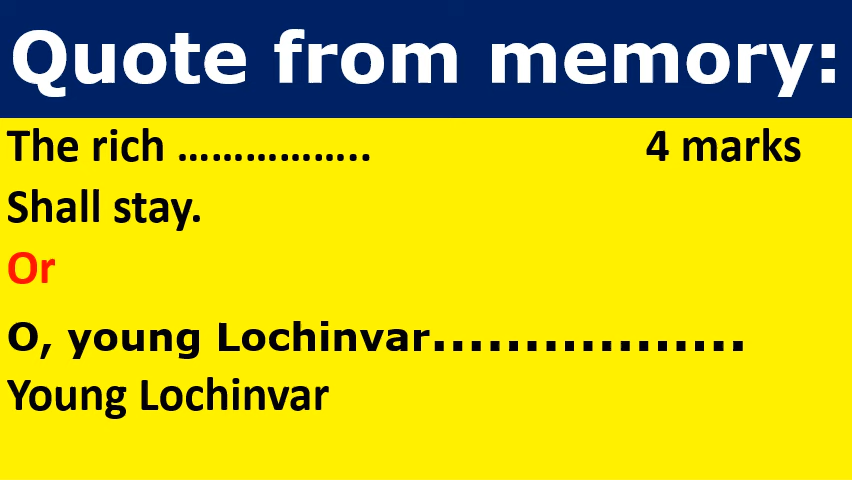 Quote from memory:
The rich …………….. 4 marks
Shall stay.
Or
O, young Lochinvar.................
Young Lochinvar